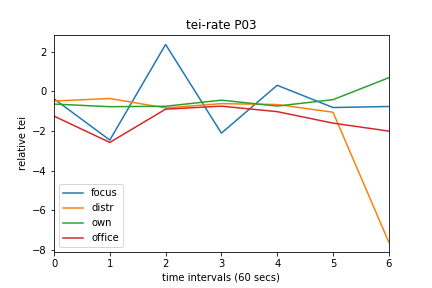 tei-rate P03
relative tei
2
0
−2
−4
−6
−8
focus
distr
own
office
0 1 2 3 4 5 6
time intervals (60 secs)